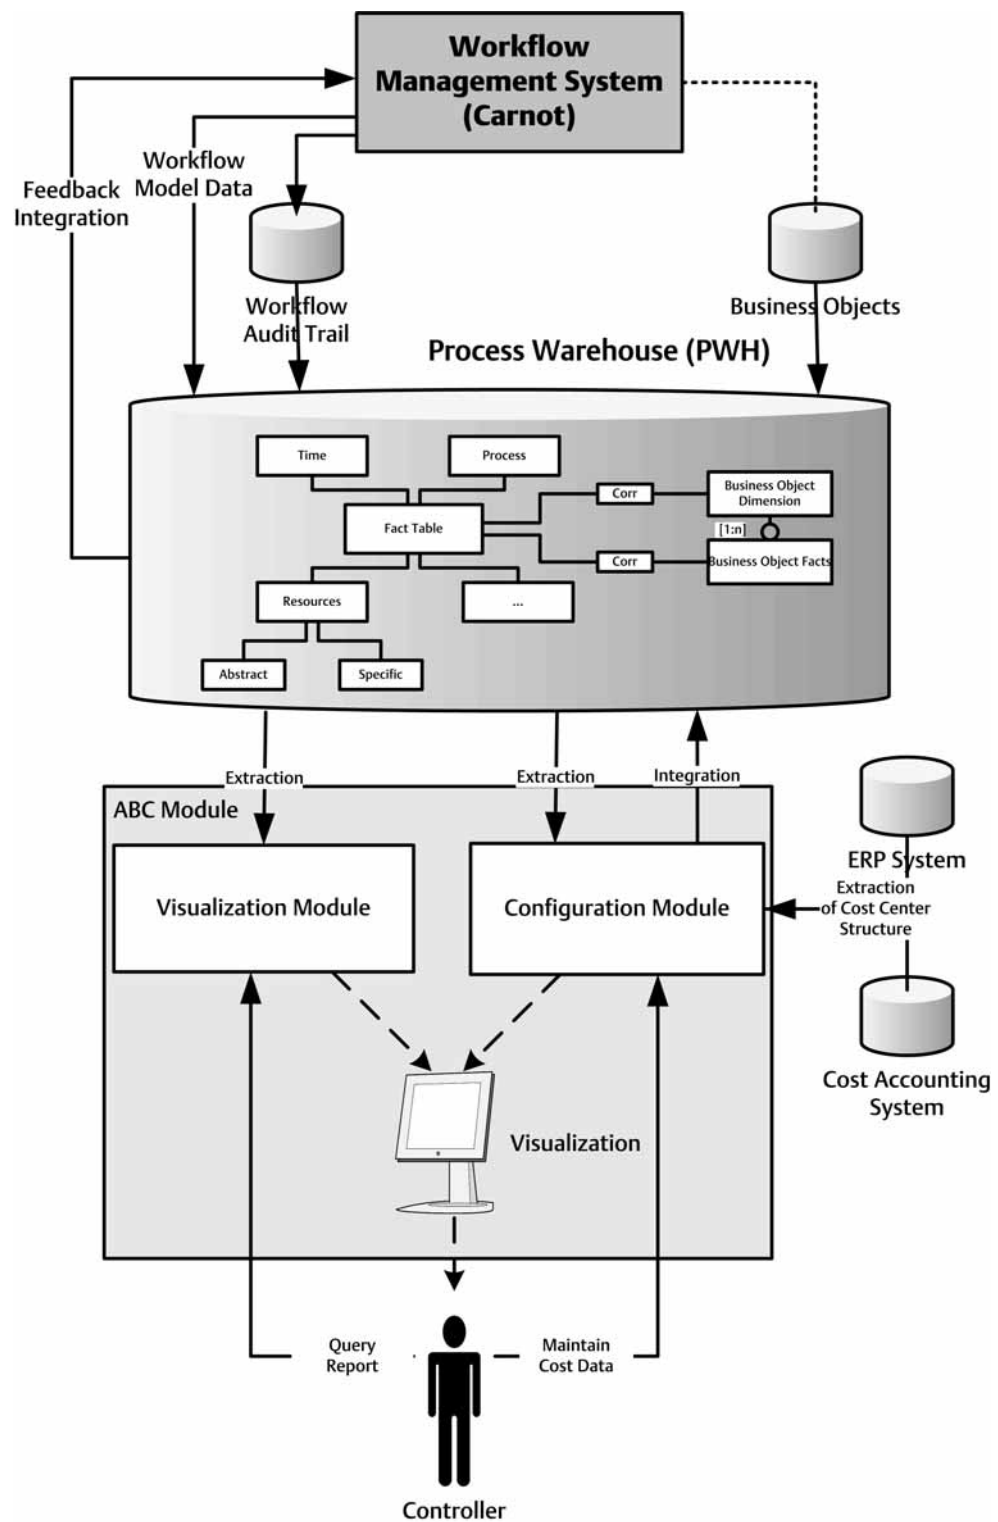 Workflow
Management System
(Carnot)
Workflow
Model Data
Feedback
Integration
Workflow
Audit Trail
Business Objects
Process Warehouse (PWH)
Time
Process
Corr
Business Object
Dimension
Fact Table
[1:n]
Corr
Business Object Facts
Resources
...
Abstract
Specific
Extraction
Extraction
Integration
ABC Module
ERP System
Visualization Module
Configuration Module
Extraction
of Cost Center
Structure
Cost Accounting
System
Visualization
Query
Report
Maintain
Cost Data
Controller